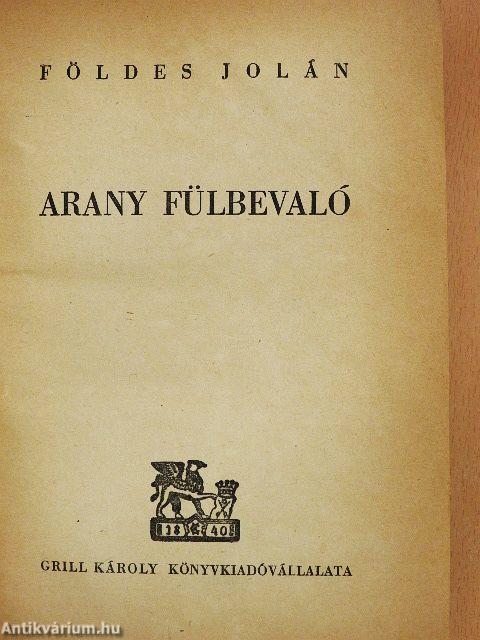 FÖLDES JOLÁN
ARANY FÜLBEVALÓ
18 40
GRILL KÁROLY KÖNYVKIADÓVÁLLALATA
Antikvárium.hu